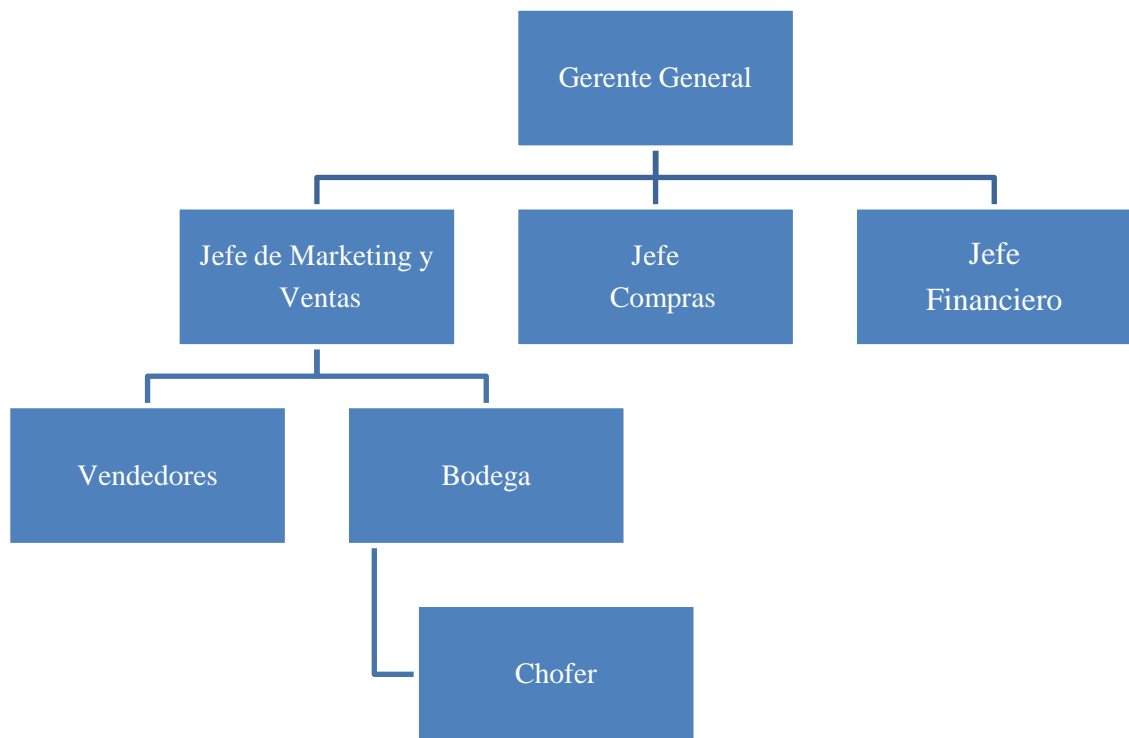 Gerente General
Jefe de Marketing y
Ventas
Jefe
Compras
Jefe
Financiero
Vendedores
Bodega
Chofer